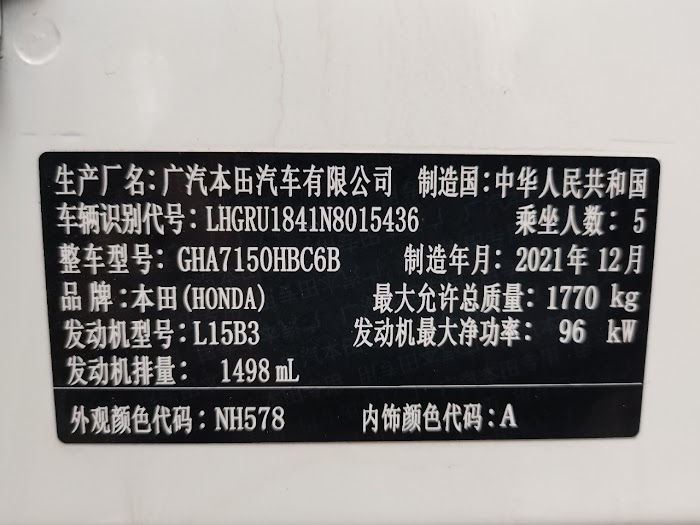 生产厂名:广汽本田汽车有限公司 制造国:中华人民共和国
车辆识别代号: LHGRU1841N8015436 乘坐人数: 5
整车型号: GHA7150HBC6B 制造年月: 2021年12月
品牌:本田(HONDA) 最大允许总质量: 1770 kg
发动机型号: L15B3 发动机最大净功率: 96 kW
发动机排量: 1498 mL
外观颜色代码: NH578 内饰颜色代码: A